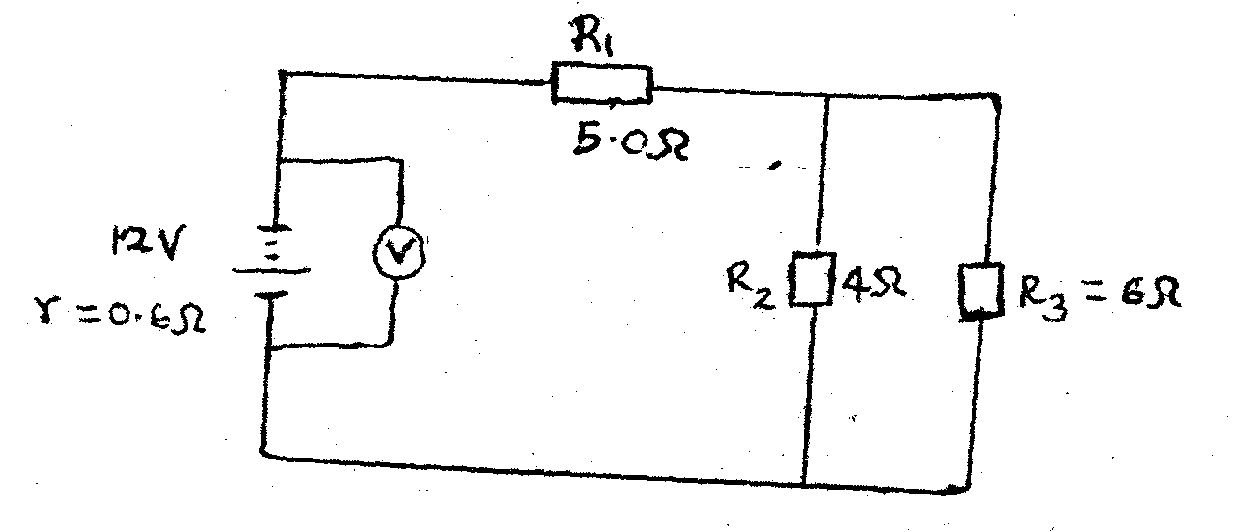 R₁
5.0Ω
12V
V
r = 0.6Ω
R₂ 4Ω
R₃ = 6Ω